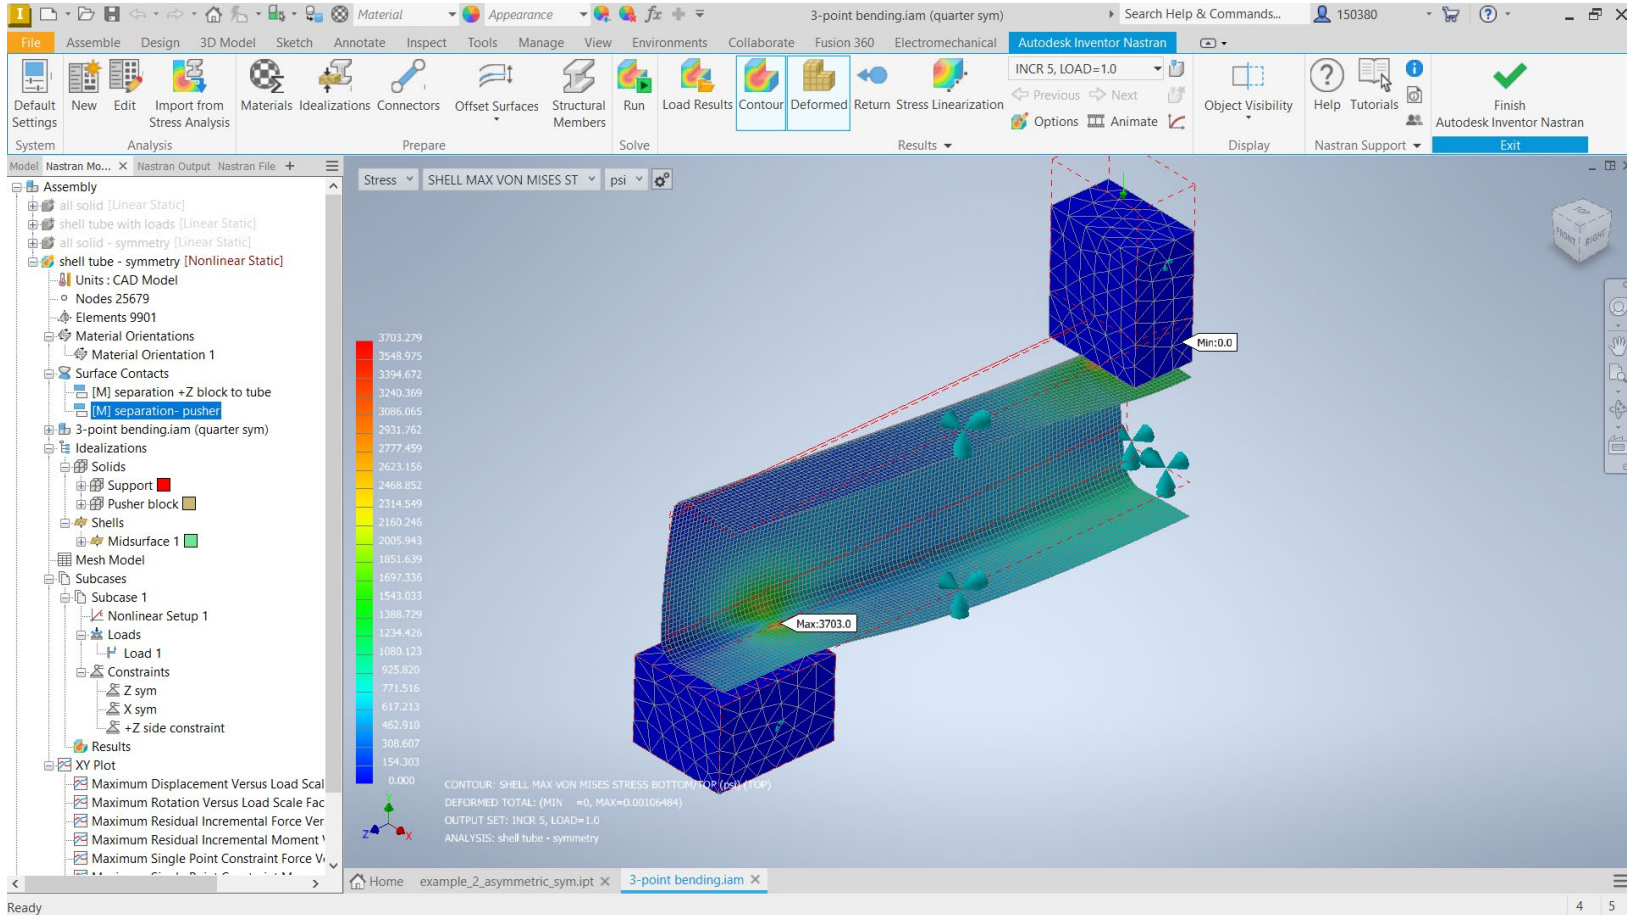 Material
Appearance
3-point bending.iam (quarter sym)
Search Help & Commands...
150380
File
Assemble
Design
3D Model
Sketch
Annotate
Inspect
Tools
Manage
View
Environments
Collaborate
Fusion 360
Electromechanical
Autodesk Inventor Nastran
Default Settings
New
Edit
Import from Stress Analysis
Materials
Idealizations
Connectors
Offset Surfaces
Structural Members
Run
Load Results
Contour
Deformed
Return
Stress Linearization
INCR 5, LOAD=1.0
Previous
Next
Options
Animate
Object Visibility
Help
Tutorials
Finish Autodesk Inventor Nastran
System
Analysis
Prepare
Solve
Results
Display
Nastran Support
Exit
Model
Nastran Mo...
Nastran Output
Nastran File
Assembly
all solid [Linear Static]
shell tube with loads [Linear Static]
all solid - symmetry [Linear Static]
shell tube - symmetry [Nonlinear Static]
Units : CAD Model
Nodes 25679
Elements 9901
Material Orientations
Material Orientation 1
Surface Contacts
[M] separation +Z block to tube
[M] separation- pusher
3-point bending.iam (quarter sym)
Idealizations
Solids
Support
Pusher block
Shells
Midsurface 1
Mesh Model
Subcases
Subcase 1
Nonlinear Setup 1
Loads
Load 1
Constraints
Z sym
X sym
+Z side constraint
Results
XY Plot
Maximum Displacement Versus Load Scal
Maximum Rotation Versus Load Scale Fac
Maximum Residual Incremental Force Ver
Maximum Residual Incremental Moment
Maximum Single Point Constraint Force V
Stress
SHELL MAX VON MISES ST
psi
3703.279
3548.975
3394.672
3240.369
3086.065
2931.762
2777.459
2623.156
2468.852
2314.549
2160.246
2005.943
1851.639
1697.336
1543.033
1388.729
1234.426
1080.123
925.820
771.516
617.213
462.910
308.607
154.303
0.000
Min:0.0
Max:3703.0
TOP
FRONT
RIGHT
CONTOUR: SHELL MAX VON MISES STRESS BOTTOM/TOP (psi) (TOP)
DEFORMED TOTAL: (MIN =0, MAX=0.00106484)
OUTPUT SET: INCR 5, LOAD=1.0
ANALYSIS: shell tube - symmetry
Y
Z
X
Home
example_2_asymmetric_sym.ipt
3-point bending.iam
Ready
4
5